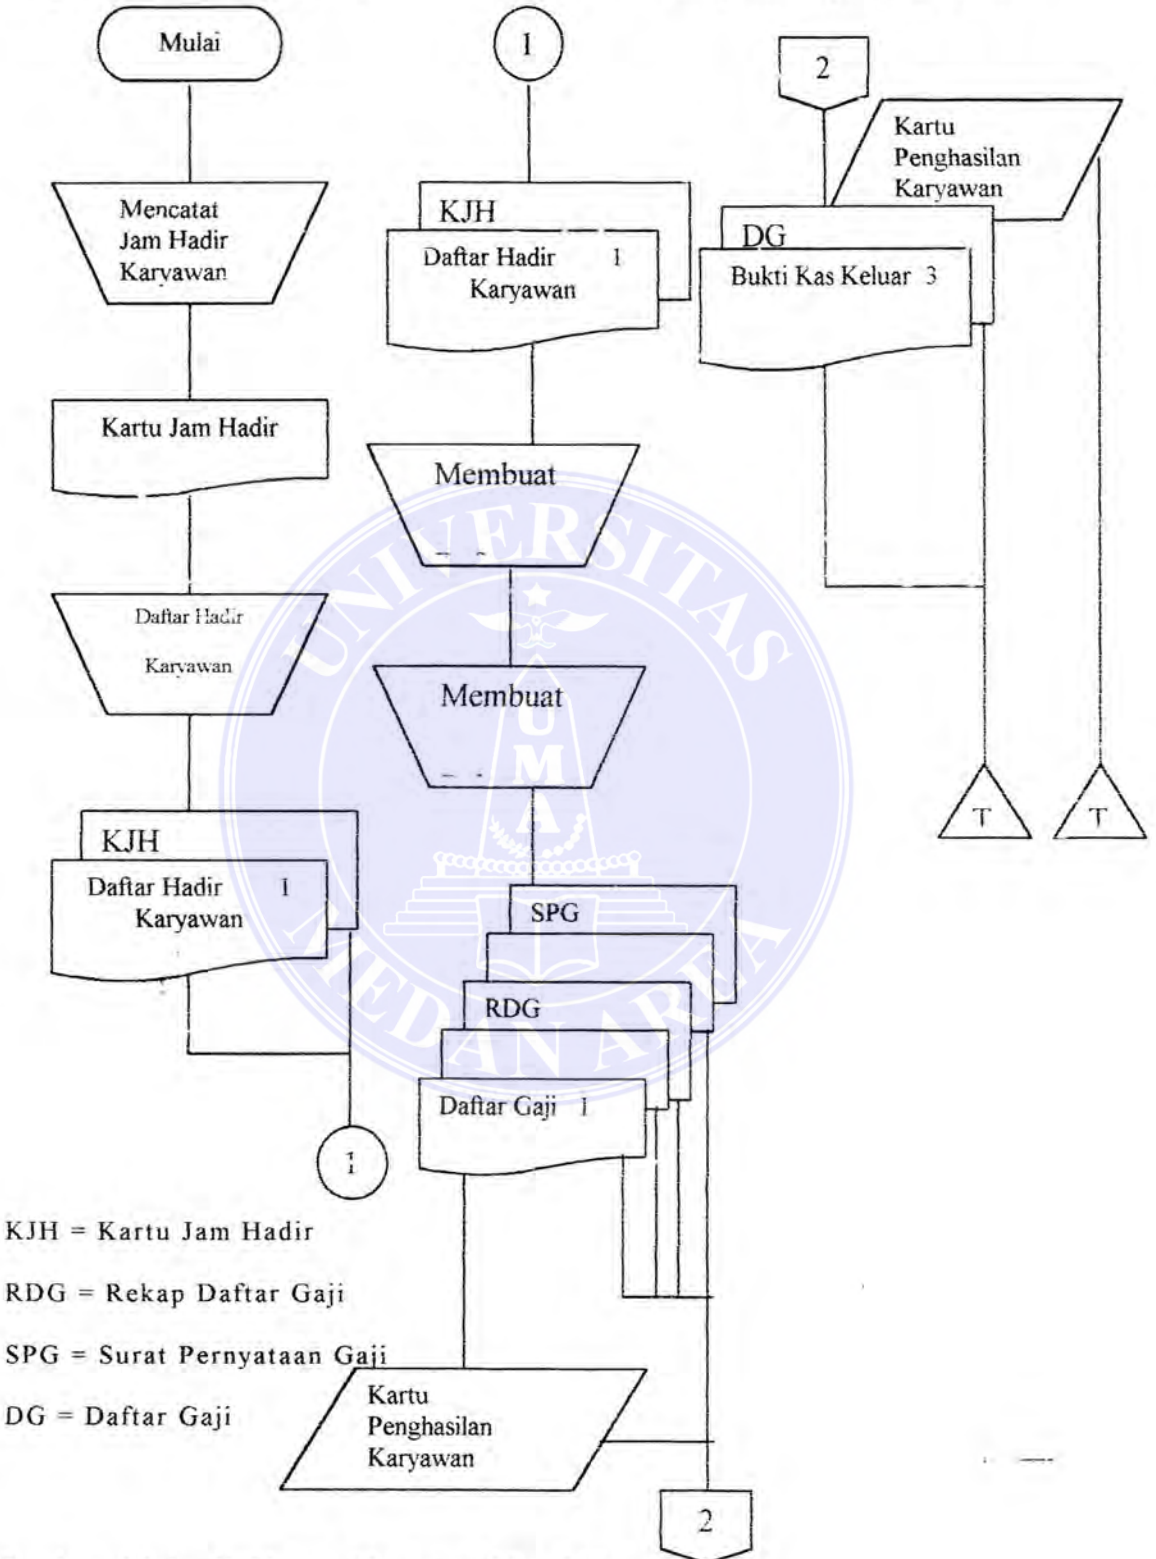 Mulai
Mencatat
Jam Hadir
Karyawan
Kartu Jam Hadir
Daftar Hadir
Karyawan
KJH
Daftar Hadir 1
Karyawan
1
KJH = Kartu Jam Hadir
RDG = Rekap Daftar Gaji
SPG = Surat Pernyataan Gaji
DG = Daftar Gaji
1
KJH
Daftar Hadir 1
Karyawan
Membuat
Membuat
SPG
RDG
Daftar Gaji 1
Kartu
Penghasilan
Karyawan
2
2
Kartu
Penghasilan
Karyawan
DG
Bukti Kas Keluar 3
T
T
UNIVERSITAS
MEDAN AREA
UMA